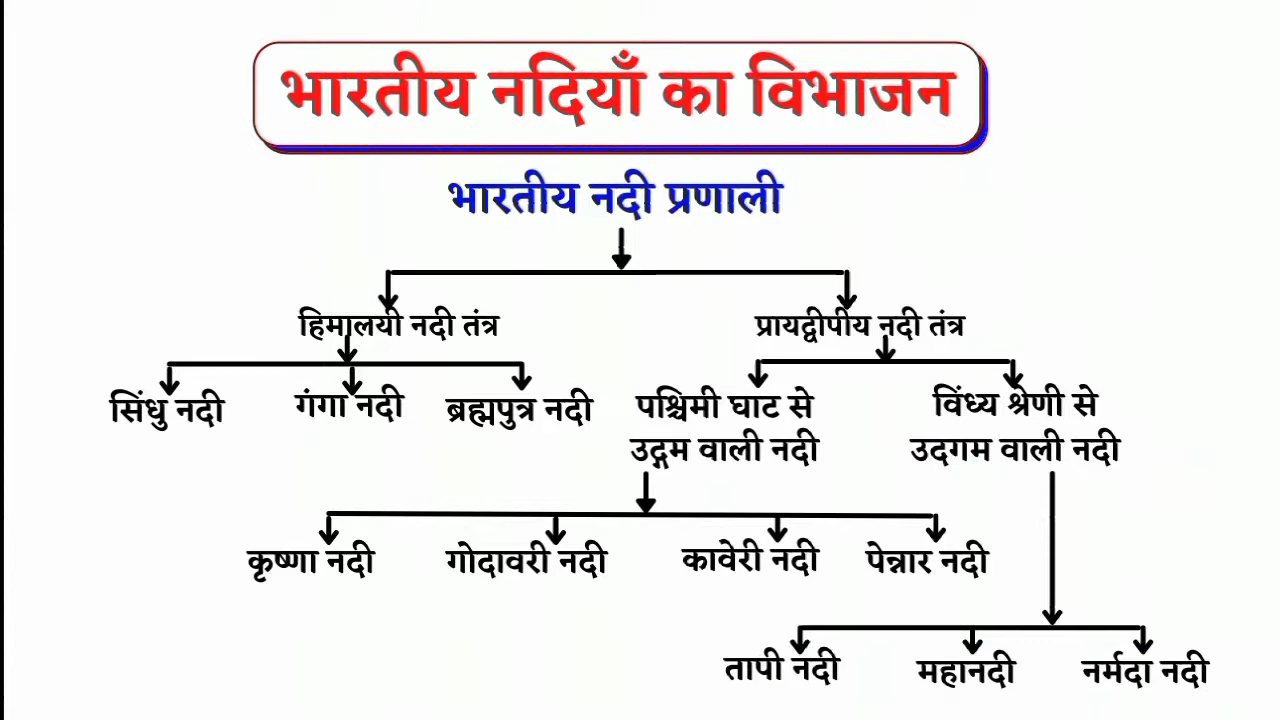 भारतीय नदियाँ का विभाजन
भारतीय नदी प्रणाली
हिमालयी नदी तंत्र
प्रायद्वीपीय नदी तंत्र
सिंधु नदी
गंगा नदी
ब्रह्मपुत्र नदी
पश्चिमी घाट से
उद्गम वाली नदी
विंध्य श्रेणी से
उदगम वाली नदी
कृष्णा नदी
गोदावरी नदी
कावेरी नदी
पेन्नार नदी
तापी नदी
महानदी
नर्मदा नदी